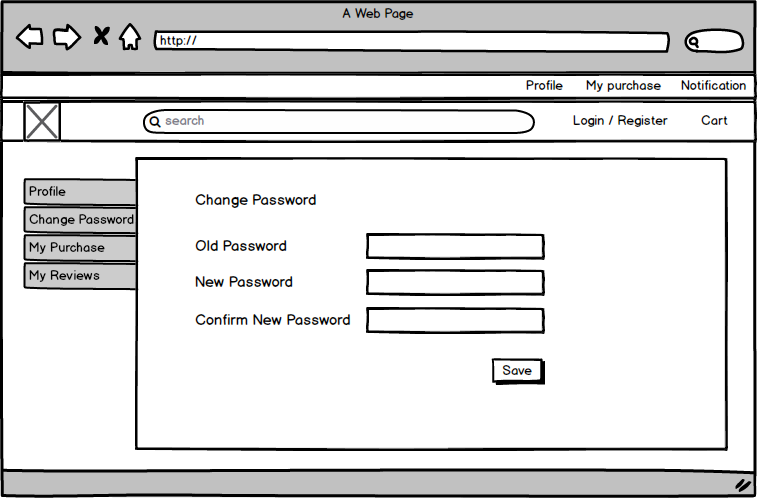 A Web Page
http://
Profile My purchase Notification
search Login / Register Cart
Profile
Change Password
My Purchase
My Reviews
Change Password
Old Password
New Password
Confirm New Password
Save